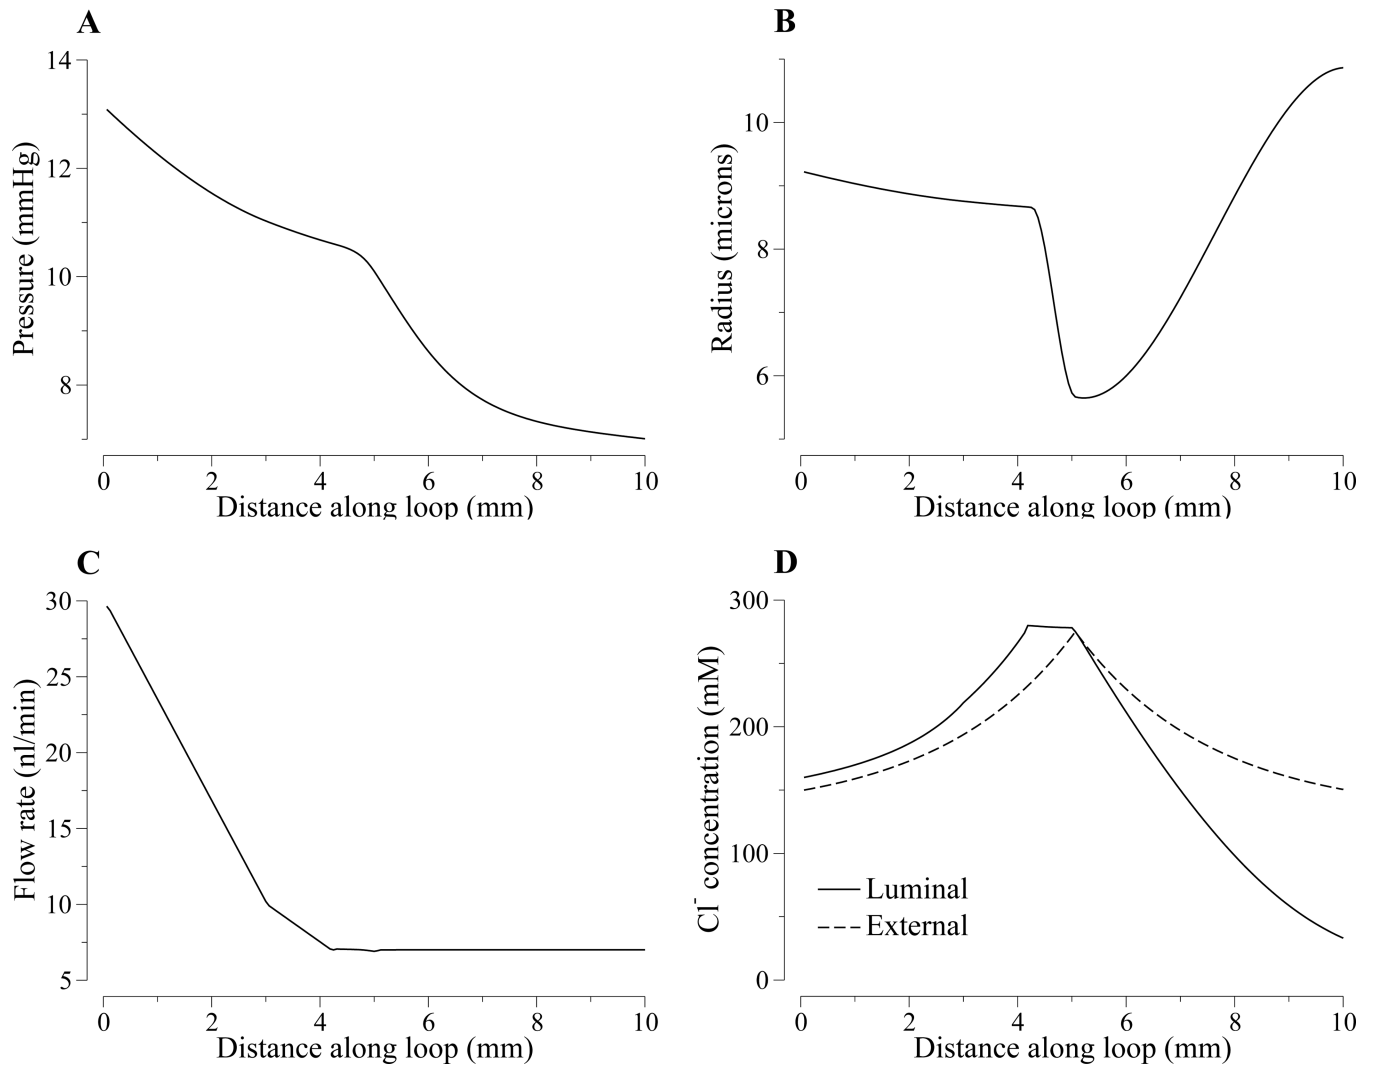 A
14
12
10
8
Pressure (mmHg)
0 2 4 6 8 10
Distance along loop (mm)
B
10
8
6
Radius (microns)
0 2 4 6 8 10
Distance along loop (mm)
C
30
25
20
15
10
5
Flow rate (nl/min)
0 2 4 6 8 10
Distance along loop (mm)
D
300
200
100
0
Cl⁻ concentration (mM)
Luminal
External
0 2 4 6 8 10
Distance along loop (mm)